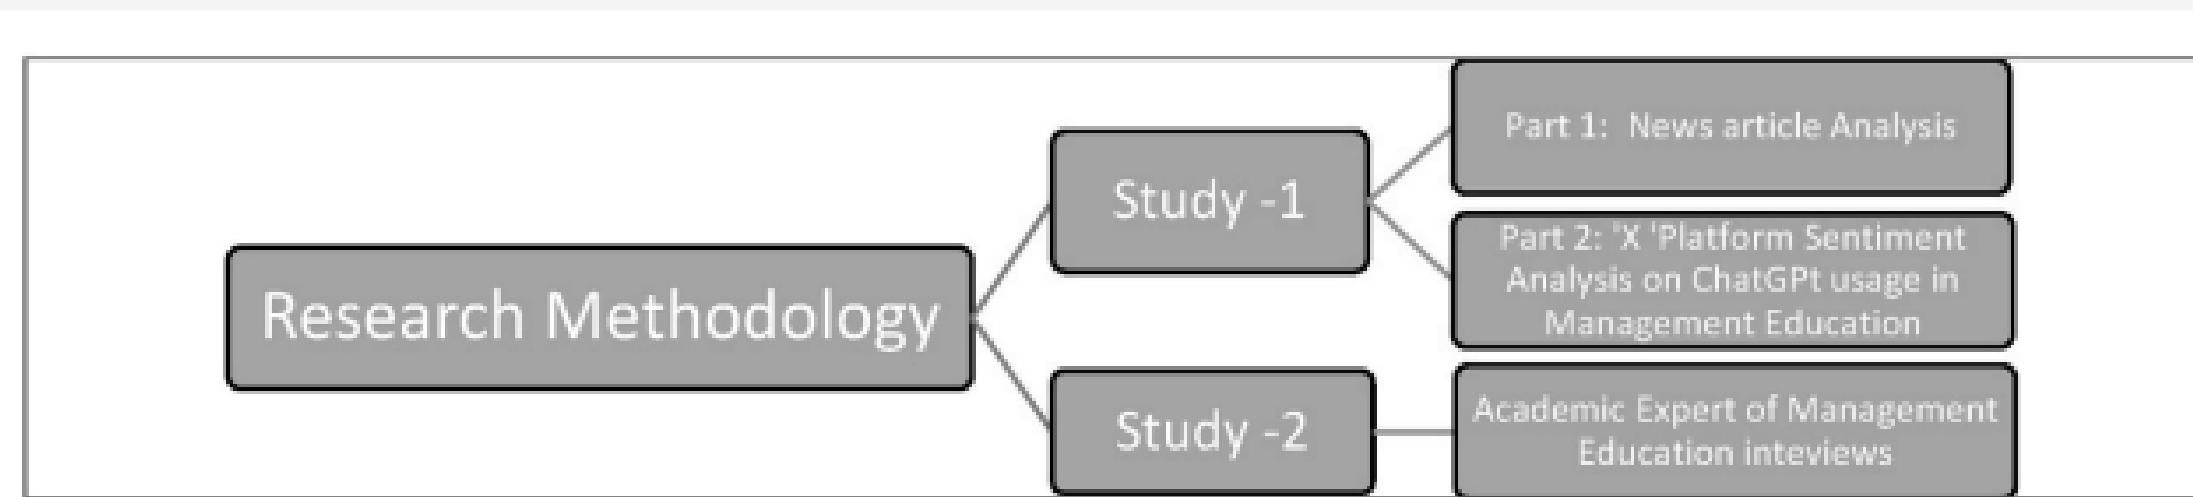 Research Methodology
Study -1
Part 1:  News article Analysis
Part 2: 'X 'Platform Sentiment
Analysis on ChatGPt usage in
Management Education
Study -2
Academic Expert of Management
Education inteviews